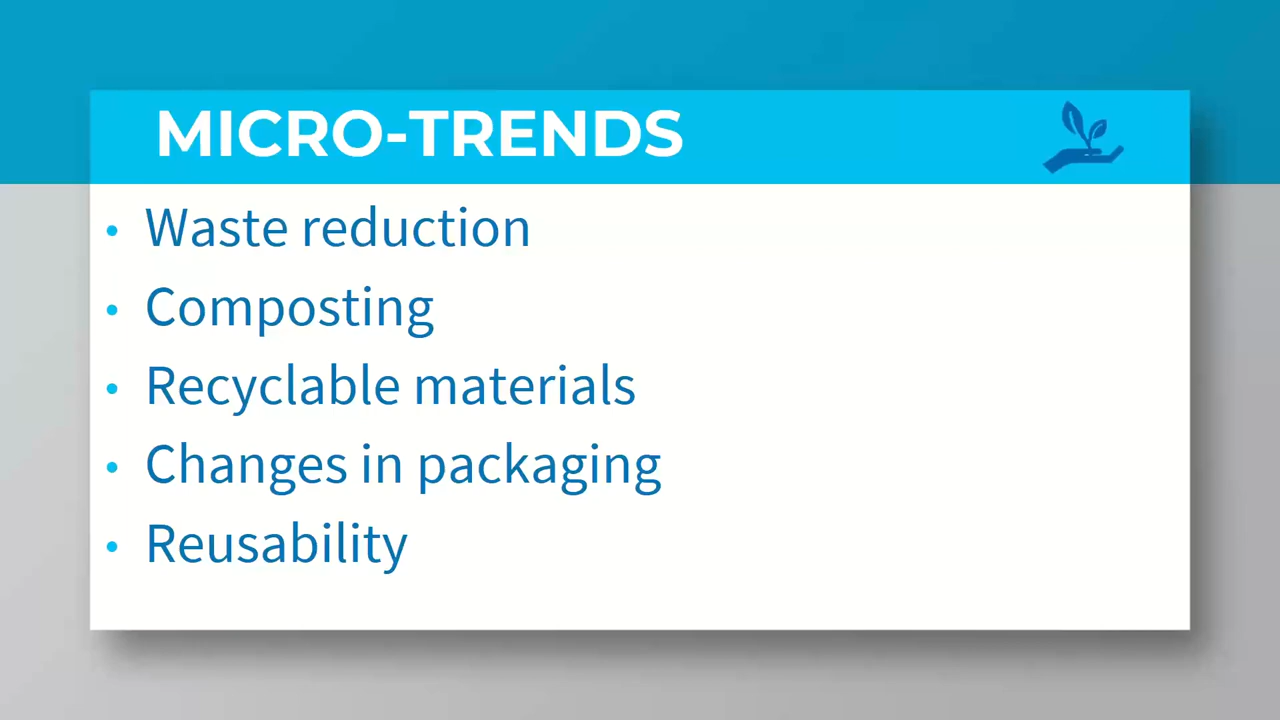 MICRO-TRENDS
• Waste reduction
• Composting
• Recyclable materials
• Changes in packaging
• Reusability